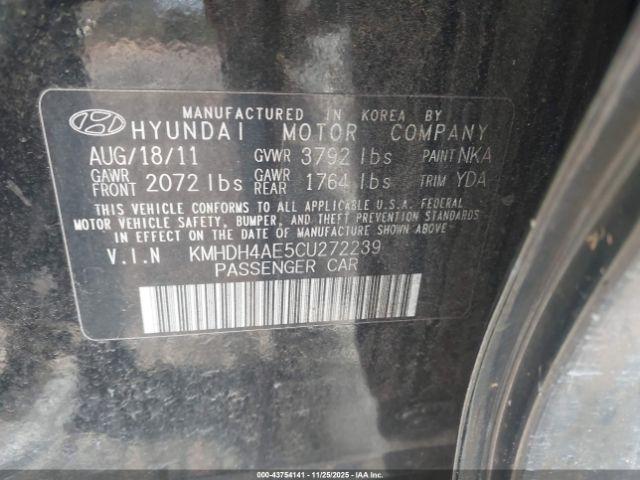 MANUFACTURED IN KOREA BY
HYUNDAI MOTOR COMPANY
AUG/18/11 GVWR 3792 lbs PAINT NKA
GAWR FRONT 2072 lbs GAWR REAR 1764 lbs TRIM YDA
THIS VEHICLE CONFORMS TO ALL APPLICABLE U.S.A. FEDERAL
MOTOR VEHICLE SAFETY, BUMPER, AND THEFT PREVENTION STANDARDS
IN EFFECT ON THE DATE OF MANUFACTURE SHOWN ABOVE.
V.I.N KMHDH4AE5CU272239
PASSENGER CAR
000-43754141 - 11/25/2025 - COPYRIGHT © 2025 IAA, LLC.